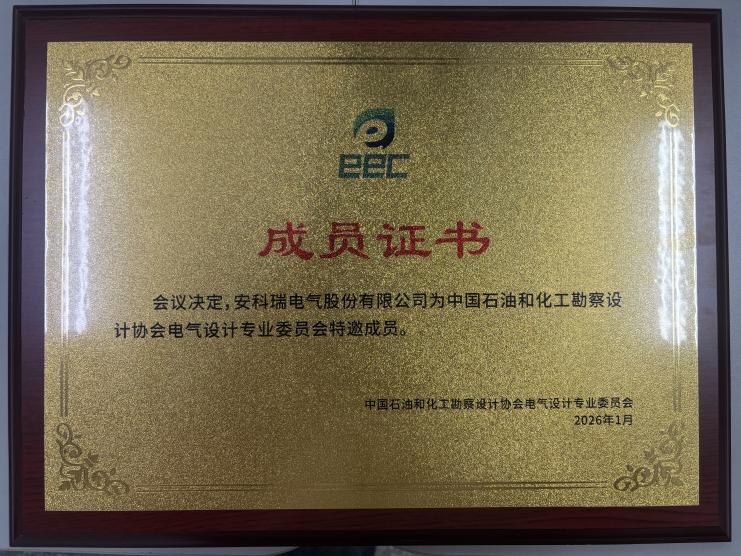 eec
成员证书
会议决定，安科瑞电气股份有限公司为中国石油和化工勘察设
计协会电气设计专业委员会特邀成员。
中国石油和化工勘察设计协会电气设计专业委员会
2026年1月